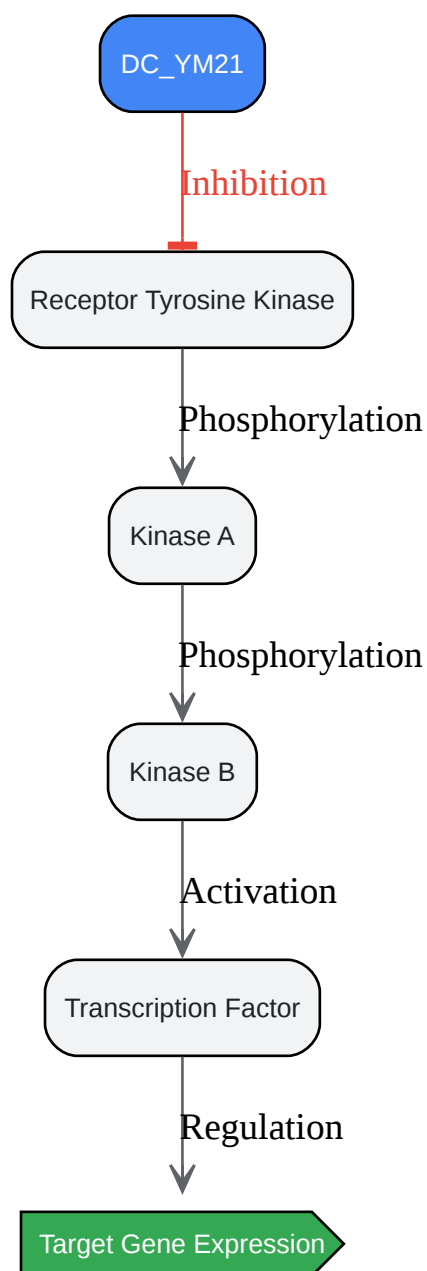 DC_YM21
Inhibition
Receptor Tyrosine Kinase
Phosphorylation
Kinase A
Phosphorylation
Kinase B
Activation
Transcription Factor
Regulation
Target Gene Expression